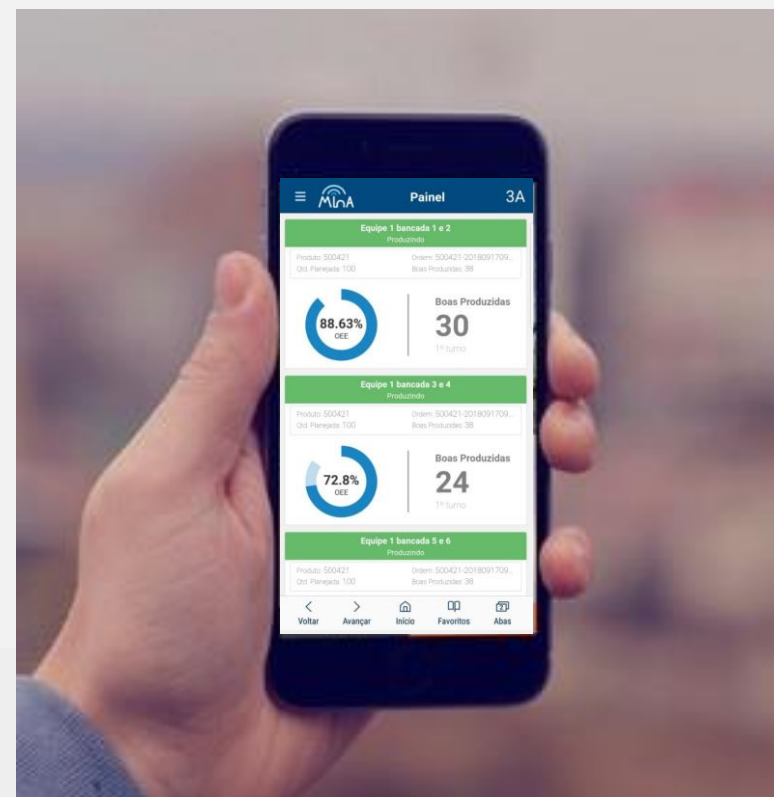 MInA Painel 3A
Equipe 1 bancada 1 e 2
Produzindo
Produto: 500421 Ordem: 500421-2018091709...
Qtd. Planejada: 100 Boas Produzidas: 38
88.63%
OEE
Boas Produzidas
30
1º turno
Equipe 1 bancada 3 e 4
Produzindo
Produto: 500421 Ordem: 500421-2018091709...
Qtd. Planejada: 100 Boas Produzidas: 38
72.8%
OEE
Boas Produzidas
24
1º turno
Equipe 1 bancada 5 e 6
Produzindo
Produto: 500421 Ordem: 500421-2018091709...
Qtd. Planejada: 100 Boas Produzidas: 38
2
Voltar Avançar Início Favoritos Abas